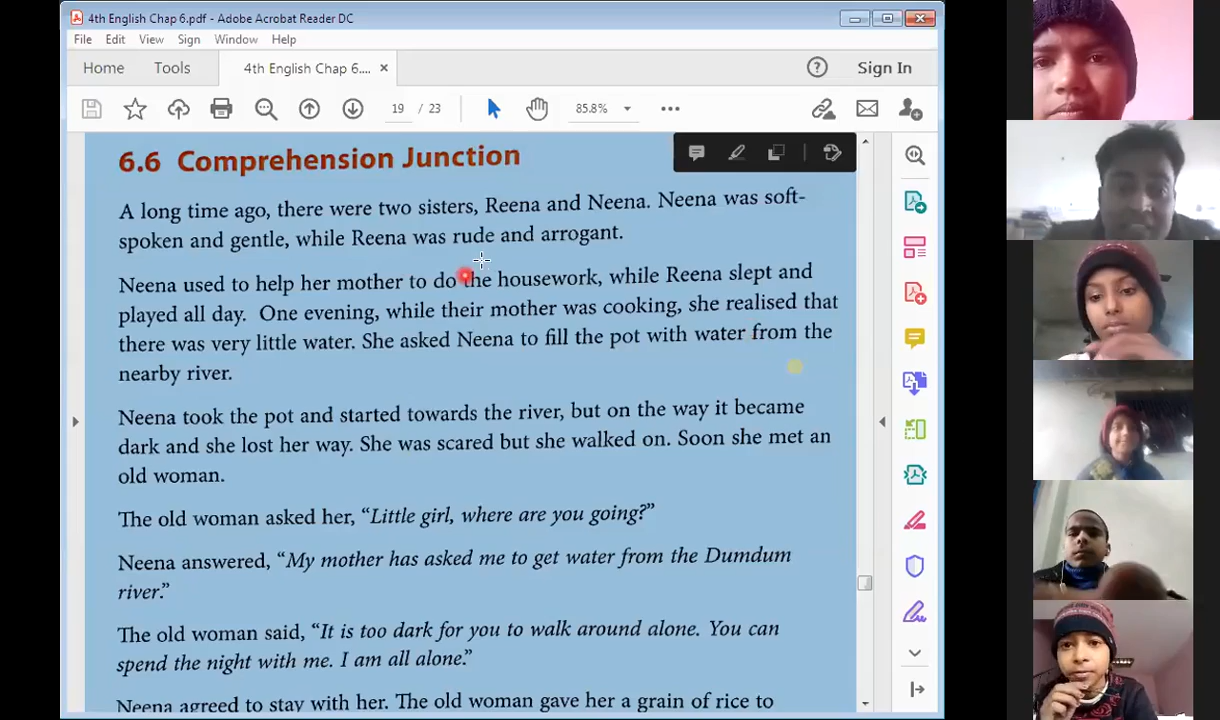 4th English Chap 6.pdf - Adobe Acrobat Reader DC
File Edit View Sign Window Help
Home Tools 4th English Chap 6.... × Sign In
19 / 23 85.8%
6.6 Comprehension Junction
A long time ago, there were two sisters, Reena and Neena. Neena was soft-
spoken and gentle, while Reena was rude and arrogant.
Neena used to help her mother to do the housework, while Reena slept and
played all day. One evening, while their mother was cooking, she realised that
there was very little water. She asked Neena to fill the pot with water from the
nearby river.
Neena took the pot and started towards the river, but on the way it became
dark and she lost her way. She was scared but she walked on. Soon she met an
old woman.
The old woman asked her, “Little girl, where are you going?”
Neena answered, “My mother has asked me to get water from the Dumdum
river.”
The old woman said, “It is too dark for you to walk around alone. You can
spend the night with me. I am all alone.”
Neena agreed to stay with her. The old woman gave her a grain of rice to